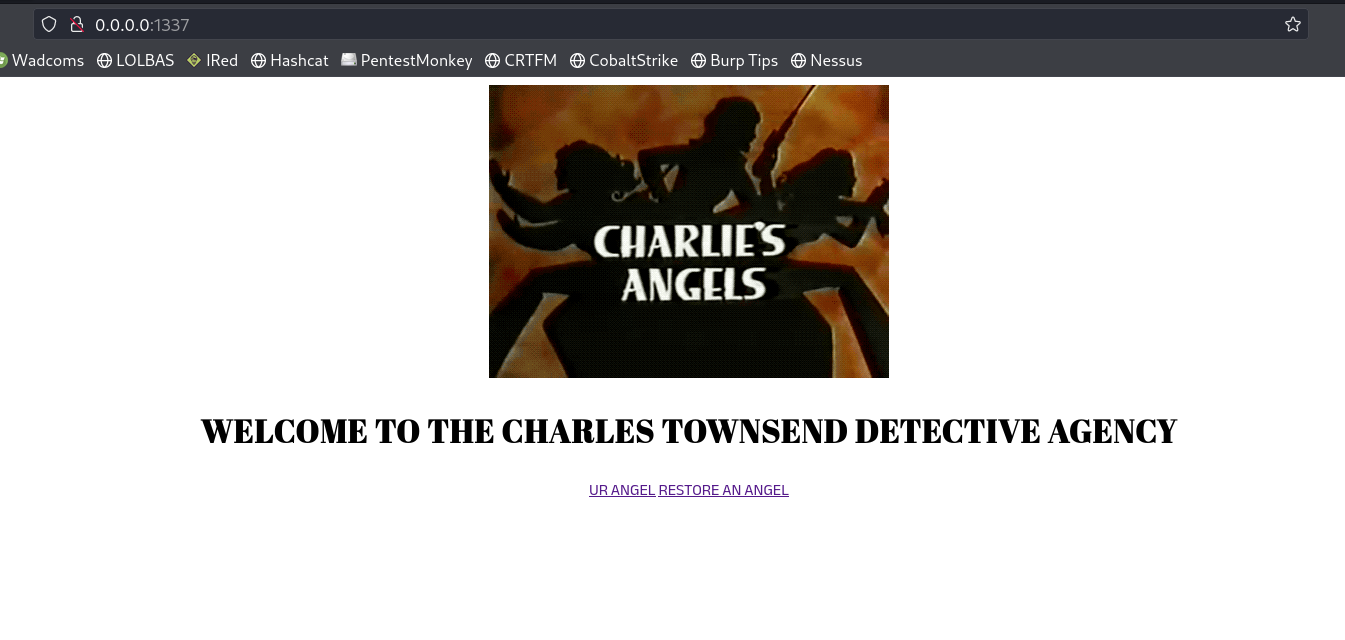 0.0.0.0:1337
Wadcoms LOLBAS IRed Hashcat PentestMonkey CRTFM CobaltStrike Burp Tips Nessus
CHARLIE'S
ANGELS
WELCOME TO THE CHARLES TOWNSEND DETECTIVE AGENCY
UR ANGEL RESTORE AN ANGEL